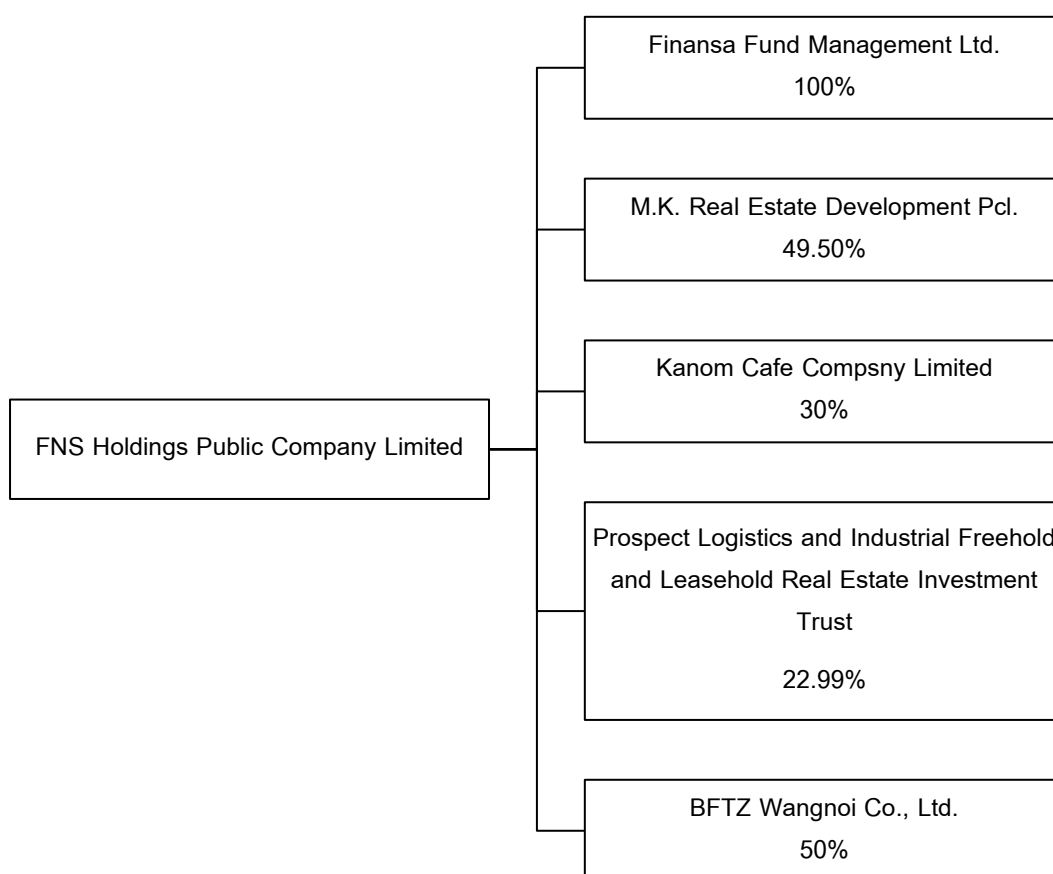 Finansa Fund Management Ltd.
100%
M.K. Real Estate Development Pcl.
49.50%
Kanom Cafe Compsny Limited
30%
FNS Holdings Public Company Limited
Prospect Logistics and Industrial Freehold
and Leasehold Real Estate Investment
Trust
22.99%
BFTZ Wangnoi Co., Ltd.
50%